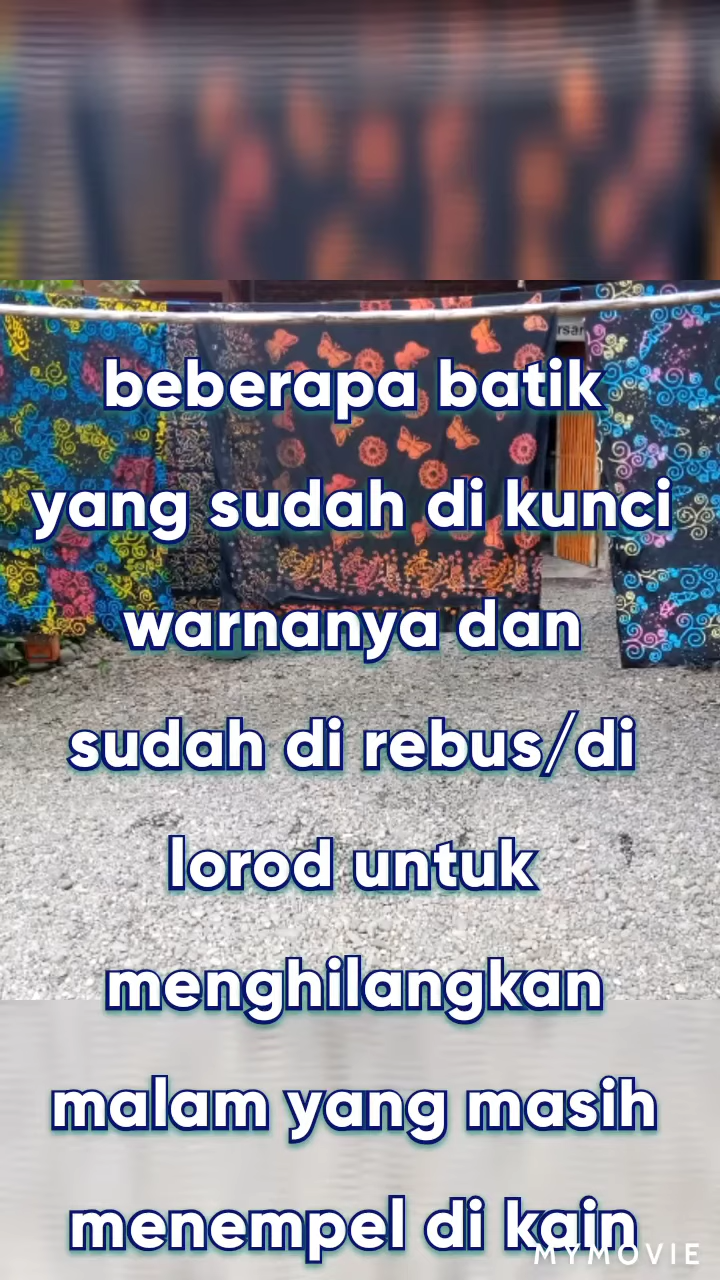 beberapa batik
yang sudah di kunci
warnanya dan
sudah di rebus/di
lorod untuk
menghilangkan
malam yang masih
menempel di kain
MYMOVIE